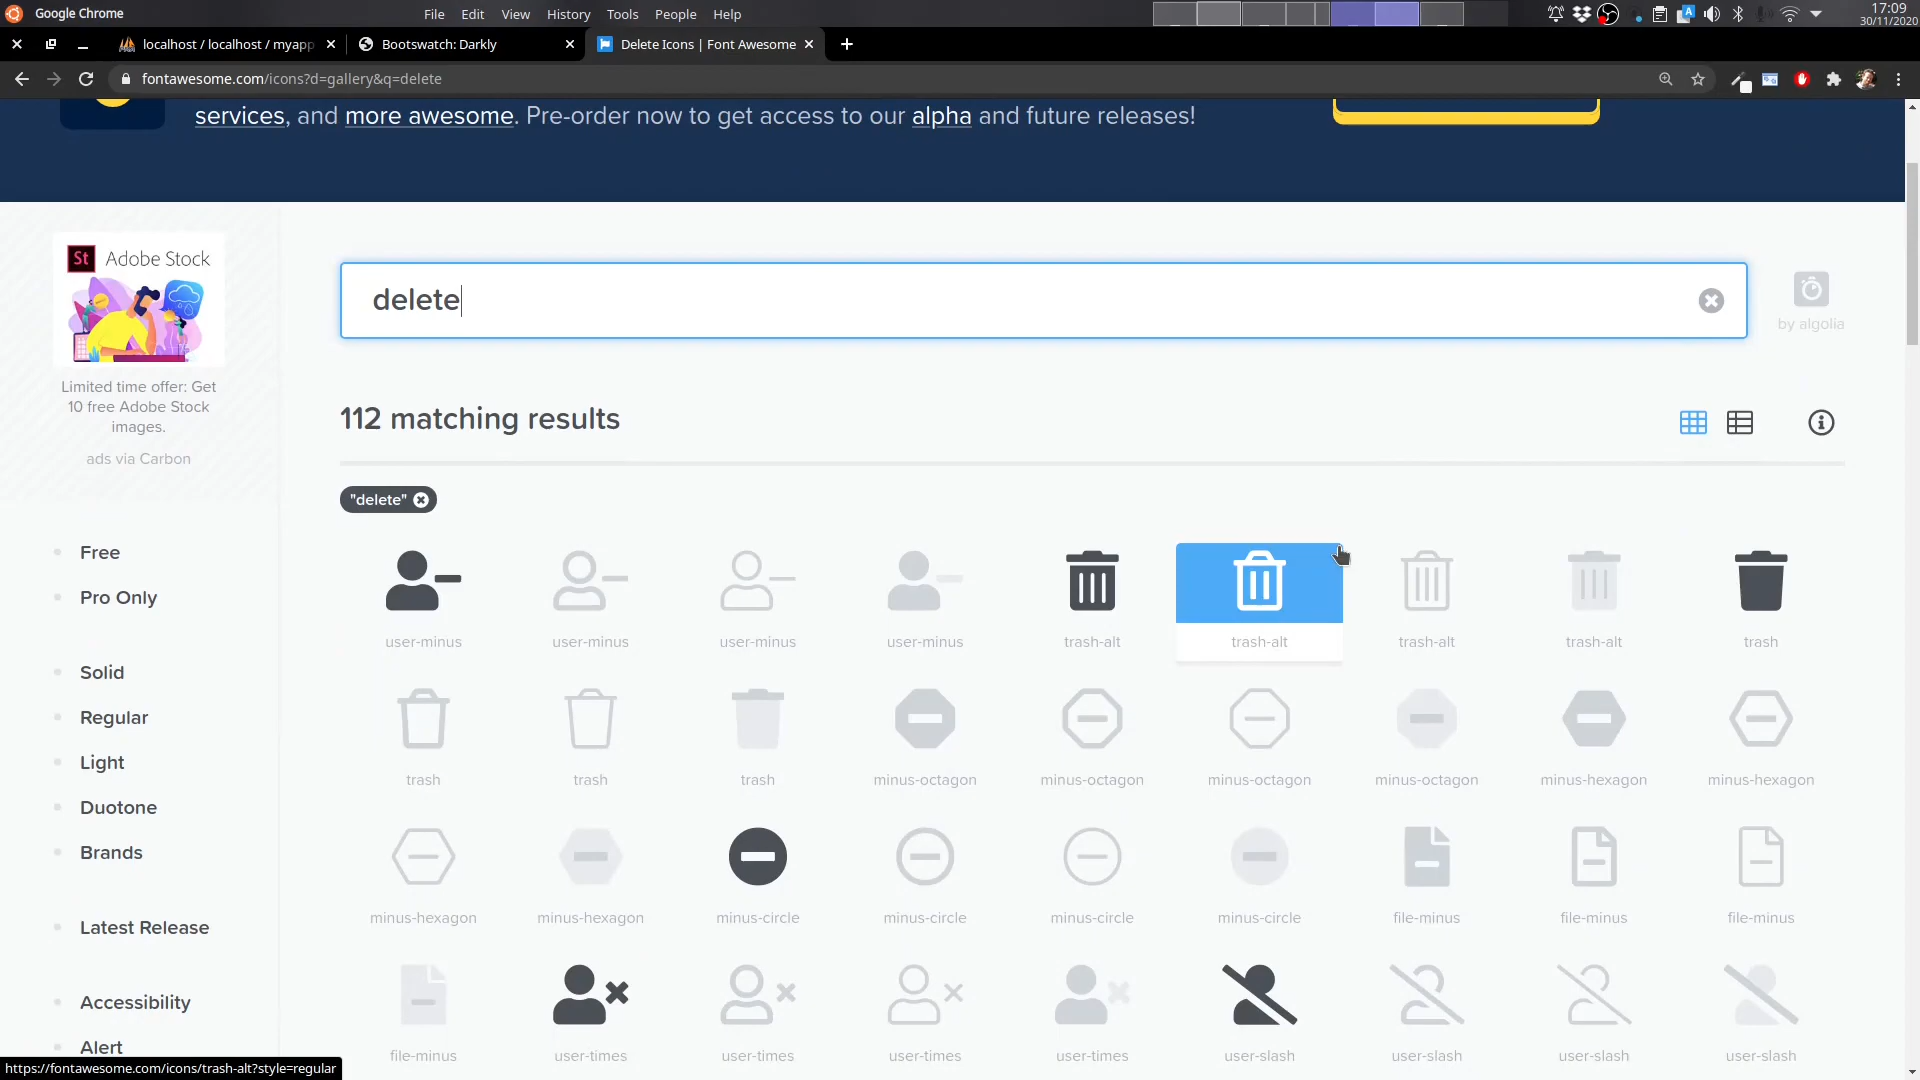 Google Chrome
File Edit View History Tools People Help
17:09
30/11/2020
localhost / localhost / myapp
Bootswatch: Darkly
Delete Icons | Font Awesome
fontawesome.com/icons?d=gallery&q=delete
services, and more awesome. Pre-order now to get access to our alpha and future releases!
St Adobe Stock
Limited time offer: Get
10 free Adobe Stock
images.
ads via Carbon
delete
by algolia
112 matching results
"delete"
Free
Pro Only
Solid
Regular
Light
Duotone
Brands
Latest Release
Accessibility
Alert
user-minus user-minus user-minus user-minus trash-alt trash-alt trash-alt trash-alt trash
trash trash trash minus-octagon minus-octagon minus-octagon minus-octagon minus-hexagon minus-hexagon
minus-hexagon minus-hexagon minus-circle minus-circle minus-circle minus-circle file-minus file-minus file-minus
file-minus user-times user-times user-times user-times user-slash user-slash user-slash user-slash
https://fontawesome.com/icons/trash-alt?style=regular